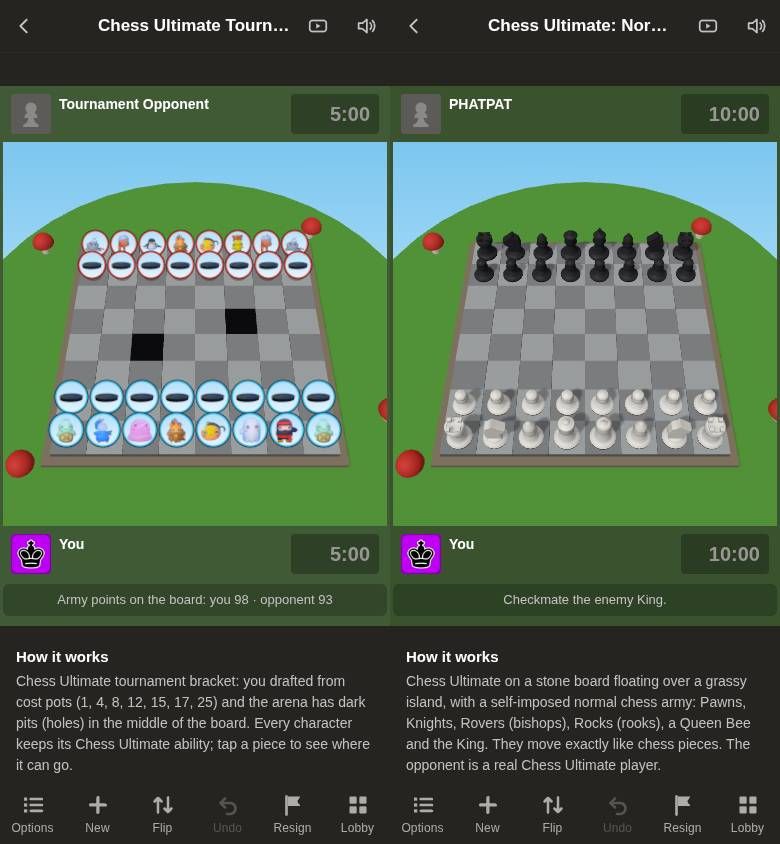 Chess Ultimate Tourn…
Tournament Opponent
5:00
You
5:00
Army points on the board: you 98 · opponent 93
How it works
Chess Ultimate tournament bracket: you drafted from
cost pots (1, 4, 8, 12, 15, 17, 25) and the arena has dark
pits (holes) in the middle of the board. Every character
keeps its Chess Ultimate ability; tap a piece to see where
it can go.
Options New Flip Undo Resign Lobby
Chess Ultimate: Nor…
PHATPAT
10:00
You
10:00
Checkmate the enemy King.
How it works
Chess Ultimate on a stone board floating over a grassy
island, with a self-imposed normal chess army: Pawns,
Knights, Rovers (bishops), Rocks (rooks), a Queen Bee
and the King. They move exactly like chess pieces. The
opponent is a real Chess Ultimate player.
Options New Flip Undo Resign Lobby